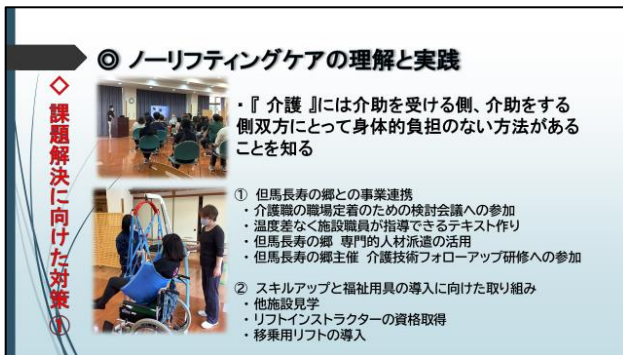 ◎ ノーリフティングケアの理解と実践
◇ 課題解決に向けた対策①
・『 介護 』には介助を受ける側、介助をする
側双方にとって身体的負担のない方法がある
ことを知る
① 但馬長寿の郷との事業連携
・介護職の職場定着のための検討会議への参加
・温度差なく施設職員が指導できるテキスト作り
・但馬長寿の郷 専門的人材派遣の活用
・但馬長寿の郷主催 介護技術フォローアップ研修への参加
② スキルアップと福祉用具の導入に向けた取り組み
・他施設見学
・リフトインストラクターの資格取得
・移乗用リフトの導入